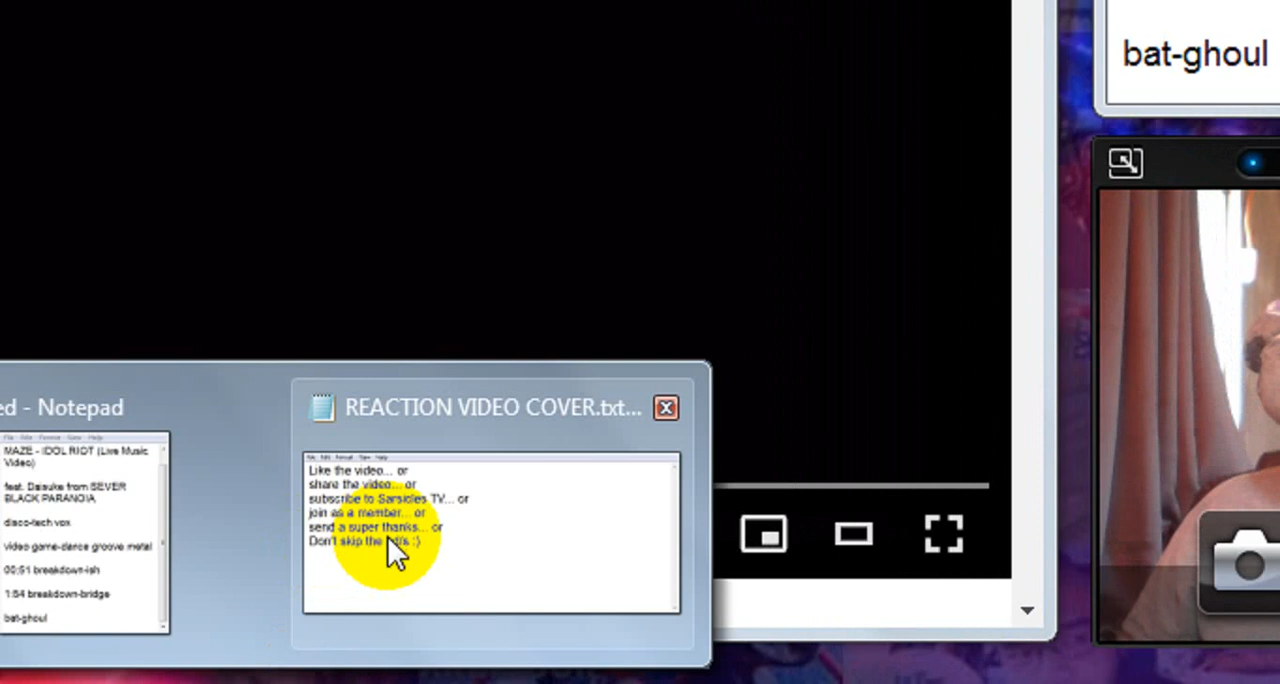 bat-ghoul
ed - Notepad
MAZE - IDOL RIOT (Live Music
Video)
feat. Daisuke from SEVER
BLACK PARANOIA
disco-tech vox
video game-dance groove metal
00:51 breakdown-ish
1:54 breakdown-bridge
bat-ghoul
REACTION VIDEO COVER.txt...
Like the video... or
share the video... or
subscribe to Sarsicles TV... or
join as a member... or
send a super thanks... or
Don't skip the :)